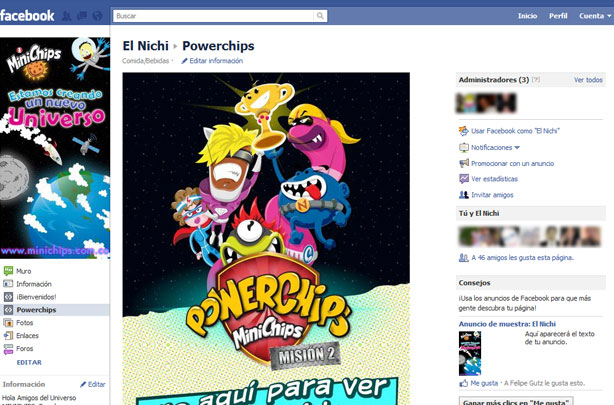 facebook
Buscar
Inicio Perfil Cuenta
MiniChips
Estamos creando
un nuevo
Universo
www.minichips.com.co
Muro
Información
¡Bienvenidos!
Powerchips
Fotos
Enlaces
Foros
EDITAR
Información Editar
Hola Amigos del Universo
El Nichi Powerchips
Comida/Bebidas · Editar información
N
C
POWERCHIPS
MiniChips
MISION 2
aquí para ver
Administradores (3) [?] Ver todos
Usar Facebook como "El Nichi"
Notificaciones
Promocionar con un anuncio
Ver estadísticas
Invitar amigos
Tú y El Nichi
A 46 amigos les gusta esta página.
Consejos
¡Usa los anuncios de Facebook para que más
gente descubra tu página!
Anuncio de muestra: El Nichi
Aquí aparecerá el texto
de tu anuncio.
Me gusta · A Felipe Gutz le gusta esto.
Ganar más clics en "Me gusta"